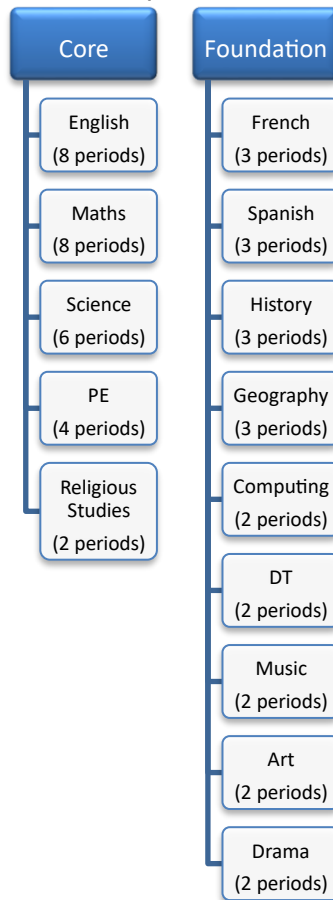 Core
English
(8 periods)
Maths
(8 periods)
Science
(6 periods)
PE
(4 periods)
Religious
Studies
(2 periods)
Foundation
French
(3 periods)
Spanish
(3 periods)
History
(3 periods)
Geography
(3 periods)
Computing
(2 periods)
DT
(2 periods)
Music
(2 periods)
Art
(2 periods)
Drama
(2 periods)